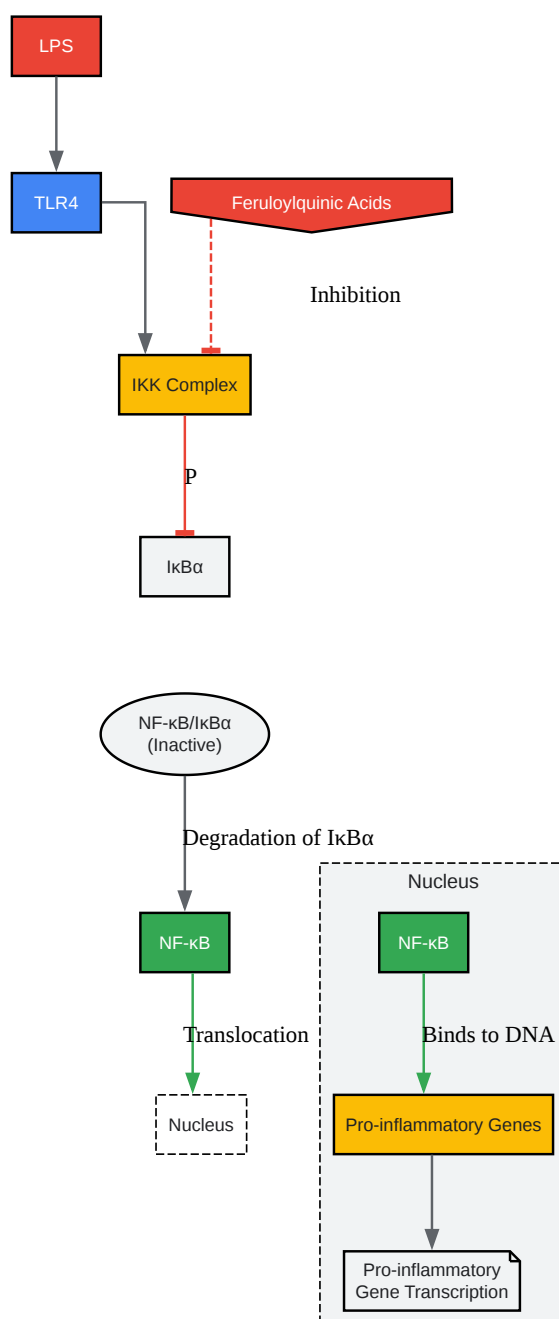 LPS
TLR4
Feruloylquinic Acids
Inhibition
IKK Complex
P
IκBα
NF-κB/IκBα
(Inactive)
Degradation of IκBα
Nucleus
NF-κB
NF-κB
Translocation
Binds to DNA
Nucleus
Pro-inflammatory Genes
Pro-inflammatory
Gene Transcription